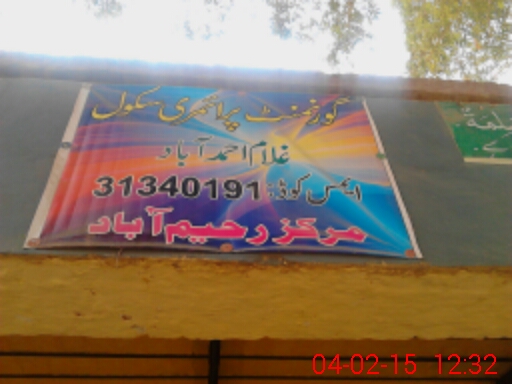 گورنمنٹ پرائمری سکول
غلام احمد آباد
ایمس کوڈ: 31340191
مرکز رحیم آباد
04-02-15 12:32